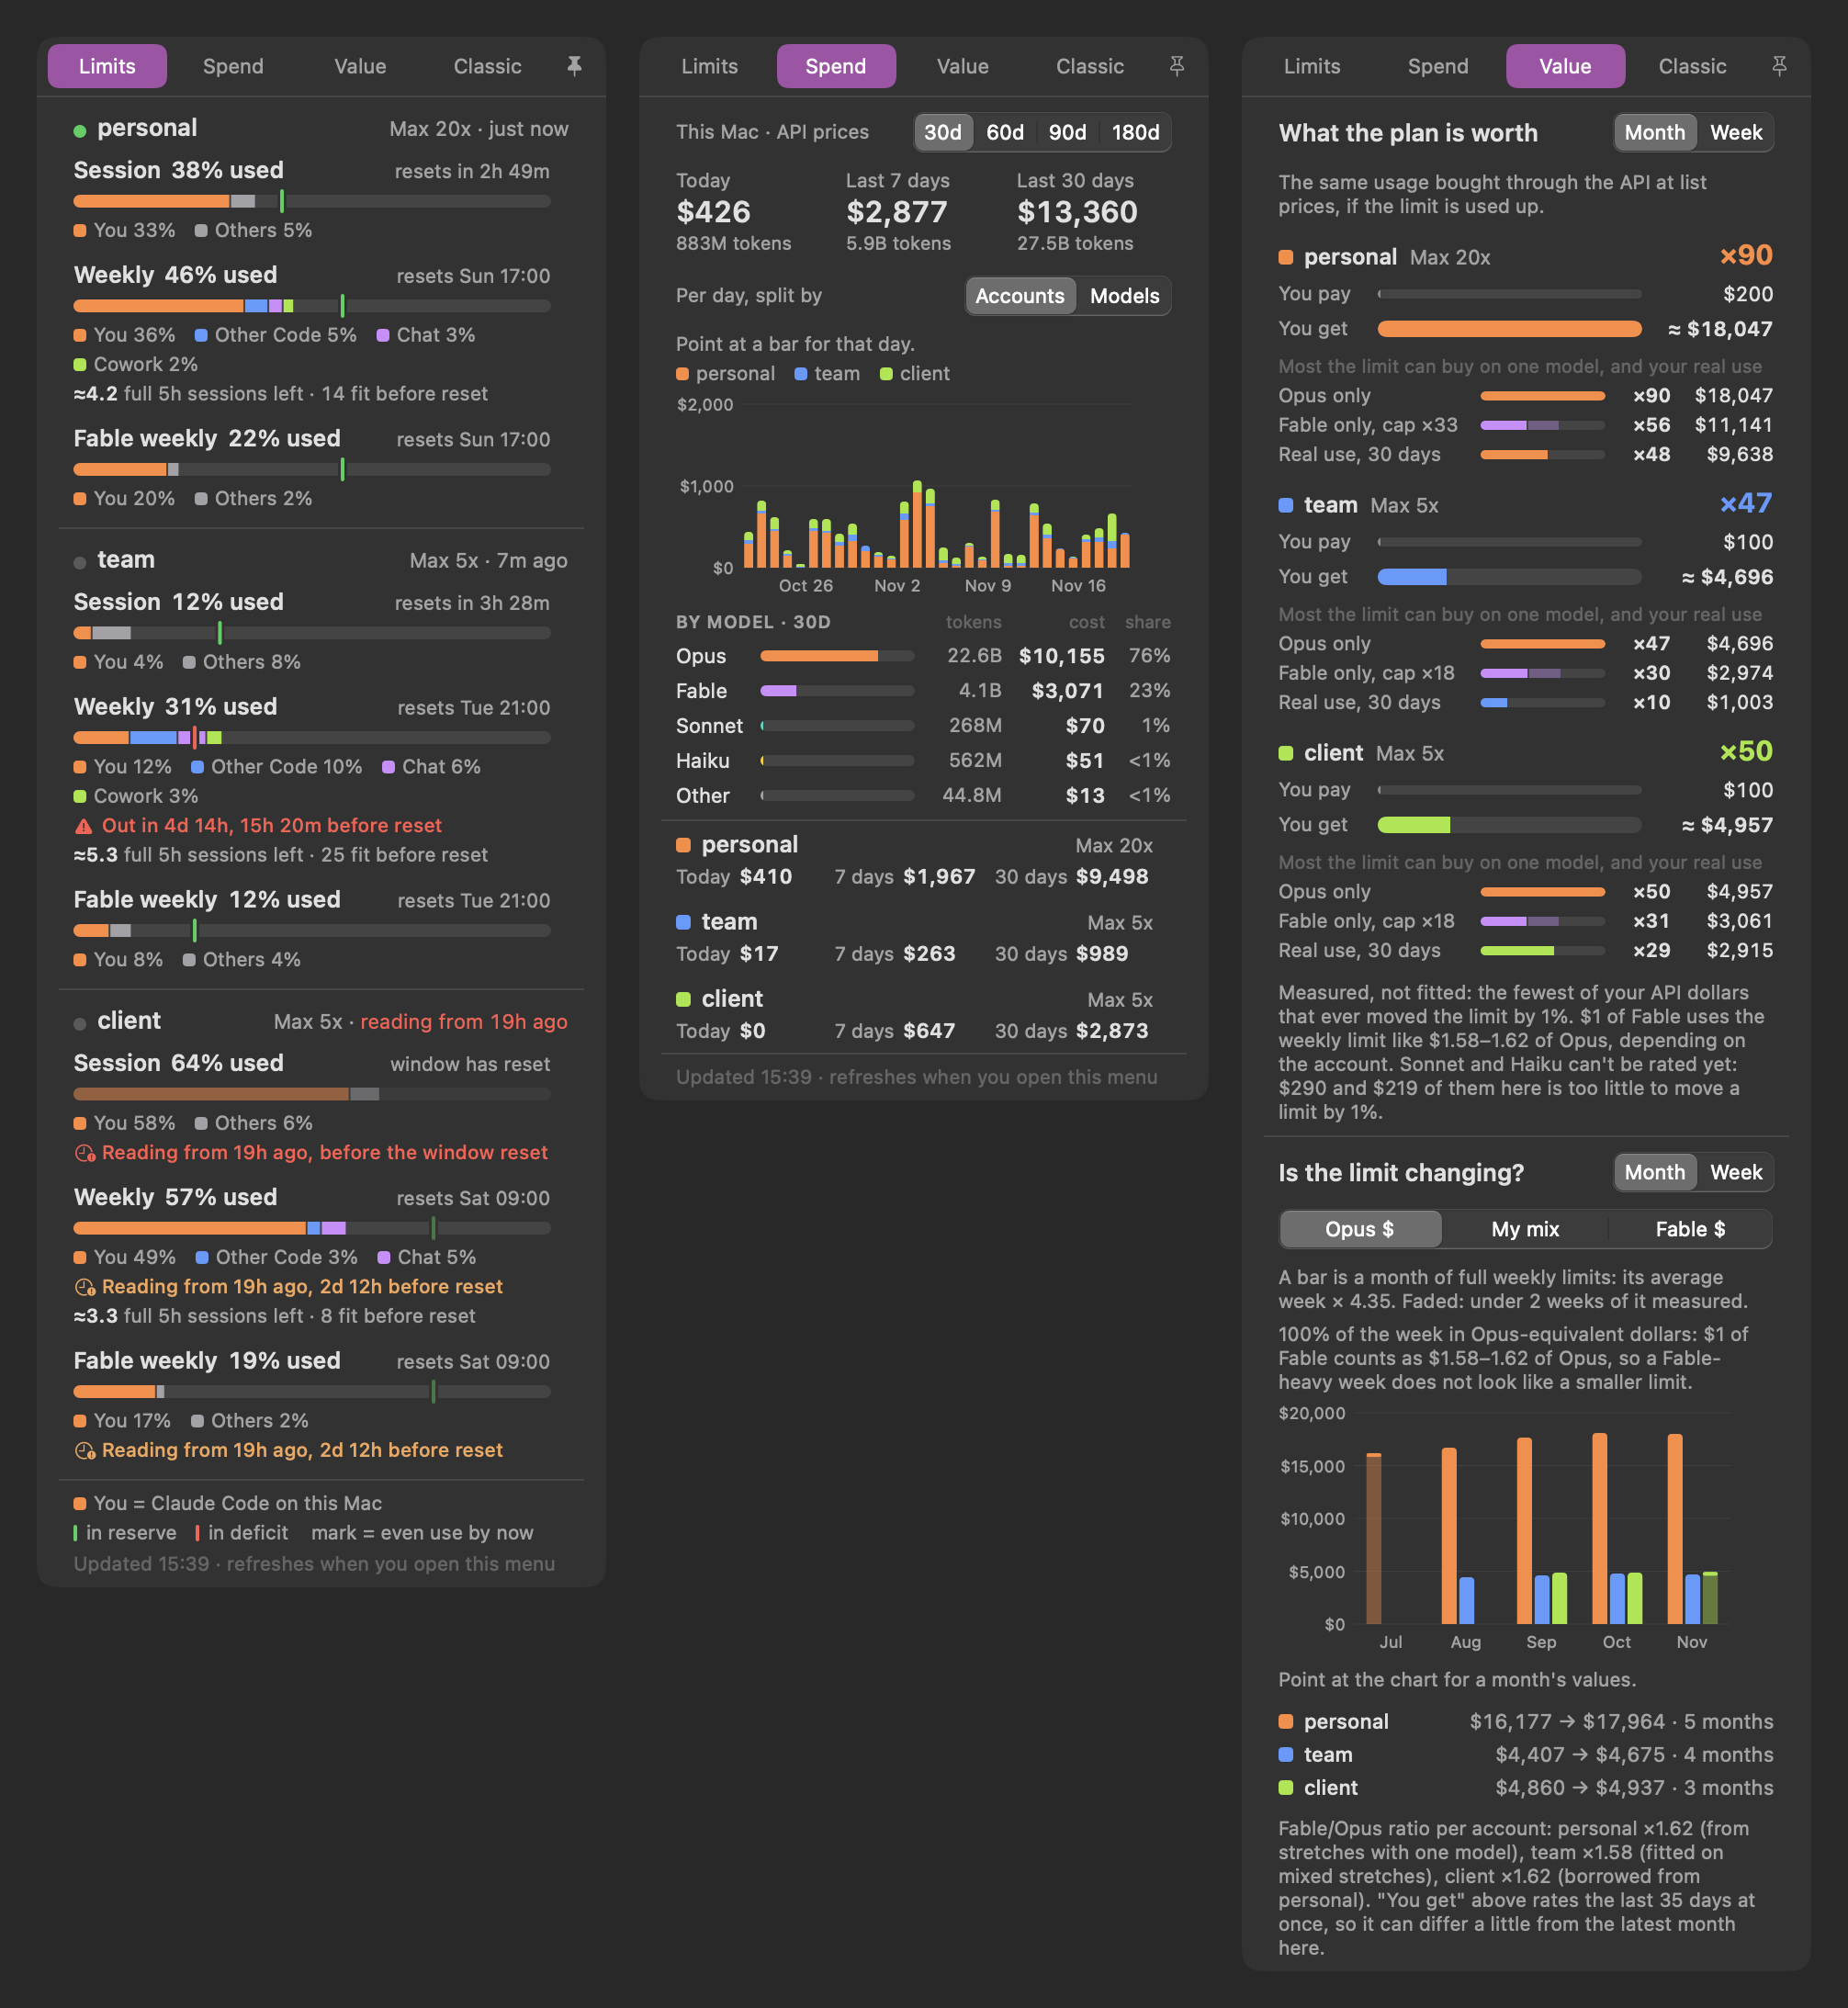 Limits Spend Value Classic
personal Max 20x · just now
Session 38% used resets in 2h 49m
You 33% Others 5%
Weekly 46% used resets Sun 17:00
You 36% Other Code 5% Chat 3%
Cowork 2%
≈4.2 full 5h sessions left · 14 fit before reset
Fable weekly 22% used resets Sun 17:00
You 20% Others 2%
team Max 5x · 7m ago
Session 12% used resets in 3h 28m
You 4% Others 8%
Weekly 31% used resets Tue 21:00
You 12% Other Code 10% Chat 6%
Cowork 3%
Out in 4d 14h, 15h 20m before reset
≈5.3 full 5h sessions left · 25 fit before reset
Fable weekly 12% used resets Tue 21:00
You 8% Others 4%
client Max 5x · reading from 19h ago
Session 64% used window has reset
You 58% Others 6%
Reading from 19h ago, before the window reset
Weekly 57% used resets Sat 09:00
You 49% Other Code 3% Chat 5%
Reading from 19h ago, 2d 12h before reset
≈3.3 full 5h sessions left · 8 fit before reset
Fable weekly 19% used resets Sat 09:00
You 17% Others 2%
Reading from 19h ago, 2d 12h before reset
You = Claude Code on this Mac
in reserve in deficit mark = even use by now
Updated 15:39 · refreshes when you open this menu
Limits Spend Value Classic
This Mac · API prices 30d 60d 90d 180d
Today Last 7 days Last 30 days
$426 $2,877 $13,360
883M tokens 5.9B tokens 27.5B tokens
Per day, split by Accounts Models
Point at a bar for that day.
personal team client
$2,000
$1,000
$0
Oct 26 Nov 2 Nov 9 Nov 16
BY MODEL · 30D tokens cost share
Opus 22.6B $10,155 76%
Fable 4.1B $3,071 23%
Sonnet 268M $70 1%
Haiku 562M $51 <1%
Other 44.8M $13 <1%
personal Max 20x
Today $410 7 days $1,967 30 days $9,498
team Max 5x
Today $17 7 days $263 30 days $989
client Max 5x
Today $0 7 days $647 30 days $2,873
Updated 15:39 · refreshes when you open this menu
Limits Spend Value Classic
What the plan is worth Month Week
The same usage bought through the API at list
prices, if the limit is used up.
personal Max 20x ×90
You pay $200
You get ≈ $18,047
Most the limit can buy on one model, and your real use
Opus only ×90 $18,047
Fable only, cap ×33 ×56 $11,141
Real use, 30 days ×48 $9,638
team Max 5x ×47
You pay $100
You get ≈ $4,696
Most the limit can buy on one model, and your real use
Opus only ×47 $4,696
Fable only, cap ×18 ×30 $2,974
Real use, 30 days ×10 $1,003
client Max 5x ×50
You pay $100
You get ≈ $4,957
Most the limit can buy on one model, and your real use
Opus only ×50 $4,957
Fable only, cap ×18 ×31 $3,061
Real use, 30 days ×29 $2,915
Measured, not fitted: the fewest of your API dollars
that ever moved the limit by 1%. $1 of Fable uses the
weekly limit like $1.58–1.62 of Opus, depending on
the account. Sonnet and Haiku can't be rated yet:
$290 and $219 of them here is too little to move a
limit by 1%.
Is the limit changing? Month Week
Opus $ My mix Fable $
A bar is a month of full weekly limits: its average
week × 4.35. Faded: under 2 weeks of it measured.
100% of the week in Opus-equivalent dollars: $1 of
Fable counts as $1.58–1.62 of Opus, so a Fable-
heavy week does not look like a smaller limit.
$20,000
$15,000
$10,000
$5,000
$0
Jul Aug Sep Oct Nov
Point at the chart for a month's values.
personal $16,177 → $17,964 · 5 months
team $4,407 → $4,675 · 4 months
client $4,860 → $4,937 · 3 months
Fable/Opus ratio per account: personal ×1.62 (from
stretches with one model), team ×1.58 (fitted on
mixed stretches), client ×1.62 (borrowed from
personal). "You get" above rates the last 35 days at
once, so it can differ a little from the latest month
here.